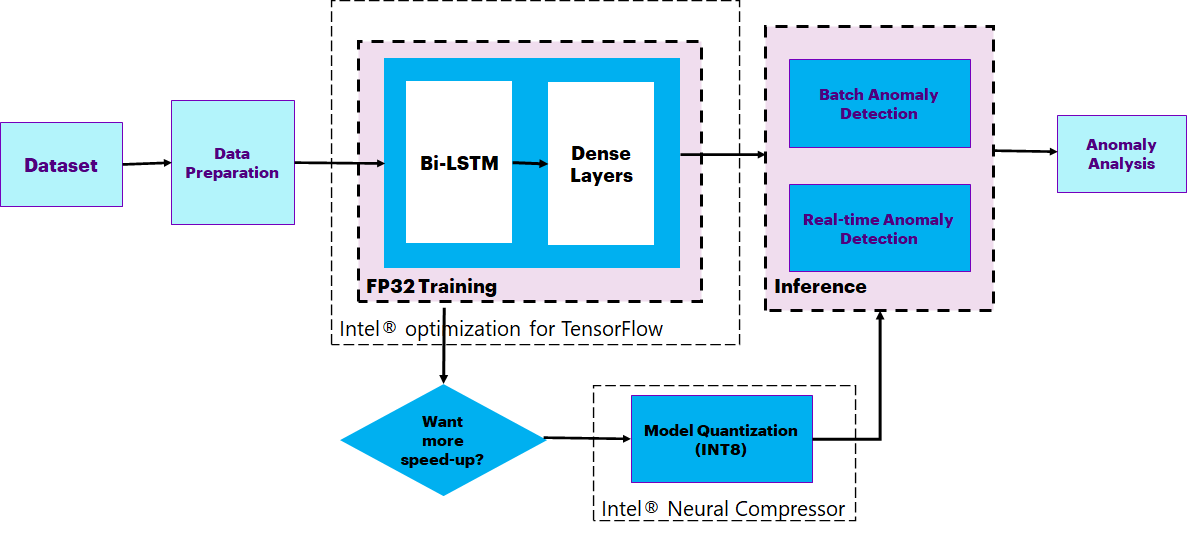 Dataset
Data
Preparation
Bi-LSTM
Dense
Layers
FP32 Training
Intel® optimization for TensorFlow
Batch Anomaly
Detection
Real-time Anomaly
Detection
Inference
Anomaly
Analysis
Want
more
speed-up?
Model Quantization
(INT8)
Intel® Neural Compressor